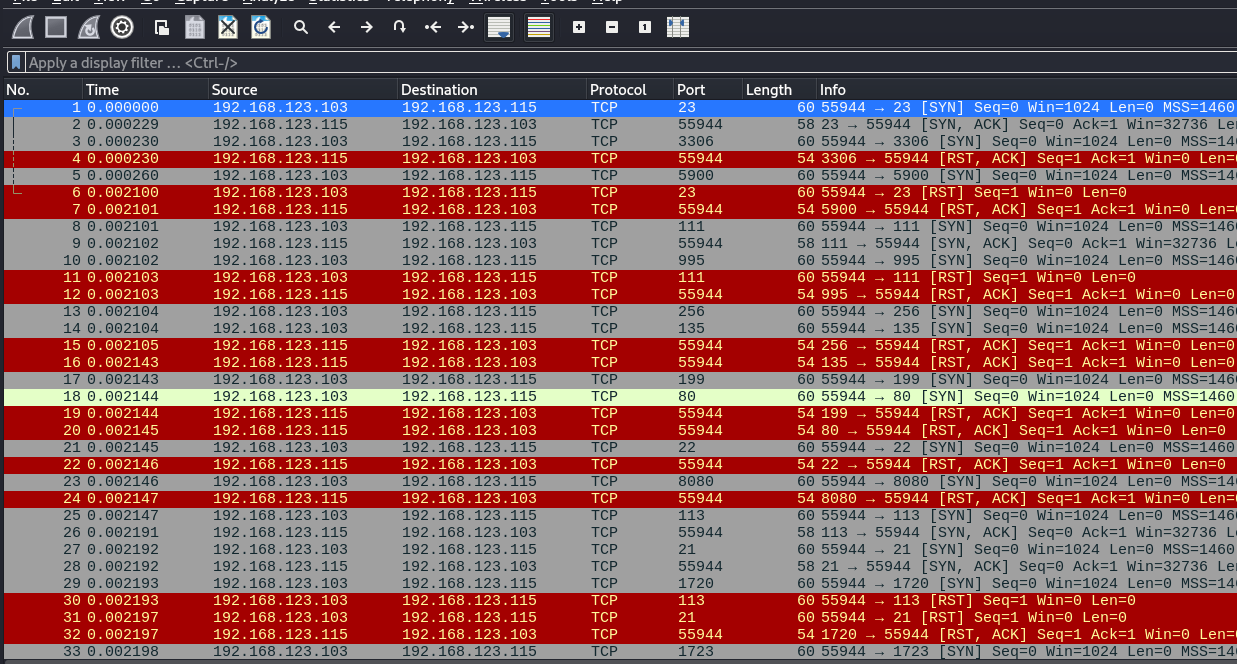 Apply a display filter ... <Ctrl-/>
No. Time Source Destination Protocol Port Length Info
1 0.000000 192.168.123.103 192.168.123.115 TCP 23 60 55944 → 23 [SYN] Seq=0 Win=1024 Len=0 MSS=1460
2 0.000229 192.168.123.115 192.168.123.103 TCP 55944 58 23 → 55944 [SYN, ACK] Seq=0 Ack=1 Win=32736 Le
3 0.000230 192.168.123.103 192.168.123.115 TCP 3306 60 55944 → 3306 [SYN] Seq=0 Win=1024 Len=0 MSS=14
4 0.000230 192.168.123.115 192.168.123.103 TCP 55944 54 3306 → 55944 [RST, ACK] Seq=1 Ack=1 Win=0 Len=
5 0.000260 192.168.123.103 192.168.123.115 TCP 5900 60 55944 → 5900 [SYN] Seq=0 Win=1024 Len=0 MSS=14
6 0.002100 192.168.123.103 192.168.123.115 TCP 23 60 55944 → 23 [RST] Seq=1 Win=0 Len=0
7 0.002101 192.168.123.115 192.168.123.103 TCP 55944 54 5900 → 55944 [RST, ACK] Seq=1 Ack=1 Win=0 Len=
8 0.002101 192.168.123.103 192.168.123.115 TCP 111 60 55944 → 111 [SYN] Seq=0 Win=1024 Len=0 MSS=146
9 0.002102 192.168.123.115 192.168.123.103 TCP 55944 58 111 → 55944 [SYN, ACK] Seq=0 Ack=1 Win=32736 L
10 0.002102 192.168.123.103 192.168.123.115 TCP 995 60 55944 → 995 [SYN] Seq=0 Win=1024 Len=0 MSS=146
11 0.002103 192.168.123.103 192.168.123.115 TCP 111 60 55944 → 111 [RST] Seq=1 Win=0 Len=0
12 0.002103 192.168.123.115 192.168.123.103 TCP 55944 54 995 → 55944 [RST, ACK] Seq=1 Ack=1 Win=0 Len=0
13 0.002104 192.168.123.103 192.168.123.115 TCP 256 60 55944 → 256 [SYN] Seq=0 Win=1024 Len=0 MSS=146
14 0.002104 192.168.123.103 192.168.123.115 TCP 135 60 55944 → 135 [SYN] Seq=0 Win=1024 Len=0 MSS=146
15 0.002105 192.168.123.115 192.168.123.103 TCP 55944 54 256 → 55944 [RST, ACK] Seq=1 Ack=1 Win=0 Len=0
16 0.002143 192.168.123.115 192.168.123.103 TCP 55944 54 135 → 55944 [RST, ACK] Seq=1 Ack=1 Win=0 Len=0
17 0.002143 192.168.123.103 192.168.123.115 TCP 199 60 55944 → 199 [SYN] Seq=0 Win=1024 Len=0 MSS=146
18 0.002144 192.168.123.103 192.168.123.115 TCP 80 60 55944 → 80 [SYN] Seq=0 Win=1024 Len=0 MSS=1460
19 0.002144 192.168.123.115 192.168.123.103 TCP 55944 54 199 → 55944 [RST, ACK] Seq=1 Ack=1 Win=0 Len=0
20 0.002145 192.168.123.115 192.168.123.103 TCP 55944 54 80 → 55944 [RST, ACK] Seq=1 Ack=1 Win=0 Len=0
21 0.002145 192.168.123.103 192.168.123.115 TCP 22 60 55944 → 22 [SYN] Seq=0 Win=1024 Len=0 MSS=1460
22 0.002146 192.168.123.115 192.168.123.103 TCP 55944 54 22 → 55944 [RST, ACK] Seq=1 Ack=1 Win=0 Len=0
23 0.002146 192.168.123.103 192.168.123.115 TCP 8080 60 55944 → 8080 [SYN] Seq=0 Win=1024 Len=0 MSS=14
24 0.002147 192.168.123.115 192.168.123.103 TCP 55944 54 8080 → 55944 [RST, ACK] Seq=1 Ack=1 Win=0 Len=
25 0.002147 192.168.123.103 192.168.123.115 TCP 113 60 55944 → 113 [SYN] Seq=0 Win=1024 Len=0 MSS=146
26 0.002191 192.168.123.115 192.168.123.103 TCP 55944 58 113 → 55944 [SYN, ACK] Seq=0 Ack=1 Win=32736 L
27 0.002192 192.168.123.103 192.168.123.115 TCP 21 60 55944 → 21 [SYN] Seq=0 Win=1024 Len=0 MSS=1460
28 0.002192 192.168.123.115 192.168.123.103 TCP 55944 58 21 → 55944 [SYN, ACK] Seq=0 Ack=1 Win=32736 Le
29 0.002193 192.168.123.103 192.168.123.115 TCP 1720 60 55944 → 1720 [SYN] Seq=0 Win=1024 Len=0 MSS=14
30 0.002193 192.168.123.103 192.168.123.115 TCP 113 60 55944 → 113 [RST] Seq=1 Win=0 Len=0
31 0.002197 192.168.123.103 192.168.123.115 TCP 21 60 55944 → 21 [RST] Seq=1 Win=0 Len=0
32 0.002197 192.168.123.115 192.168.123.103 TCP 55944 54 1720 → 55944 [RST, ACK] Seq=1 Ack=1 Win=0 Len=
33 0.002198 192.168.123.103 192.168.123.115 TCP 1723 60 55944 → 1723 [SYN] Seq=0 Win=1024 Len=0 MSS=14